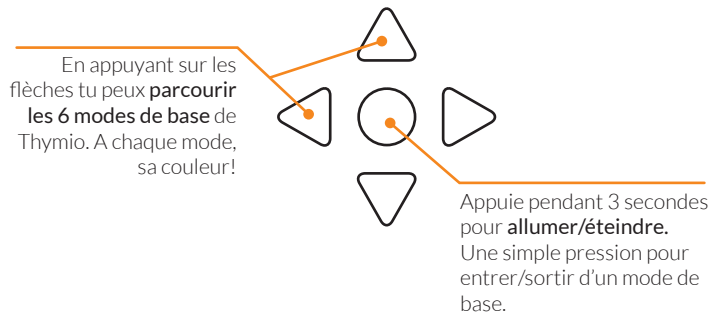 En appuyant sur les
flèches tu peux parcourir
les 6 modes de base de
Thymio. A chaque mode,
sa couleur!
Appuie pendant 3 secondes
pour allumer/éteindre.
Une simple pression pour
entrer/sortir d'un mode de
base.